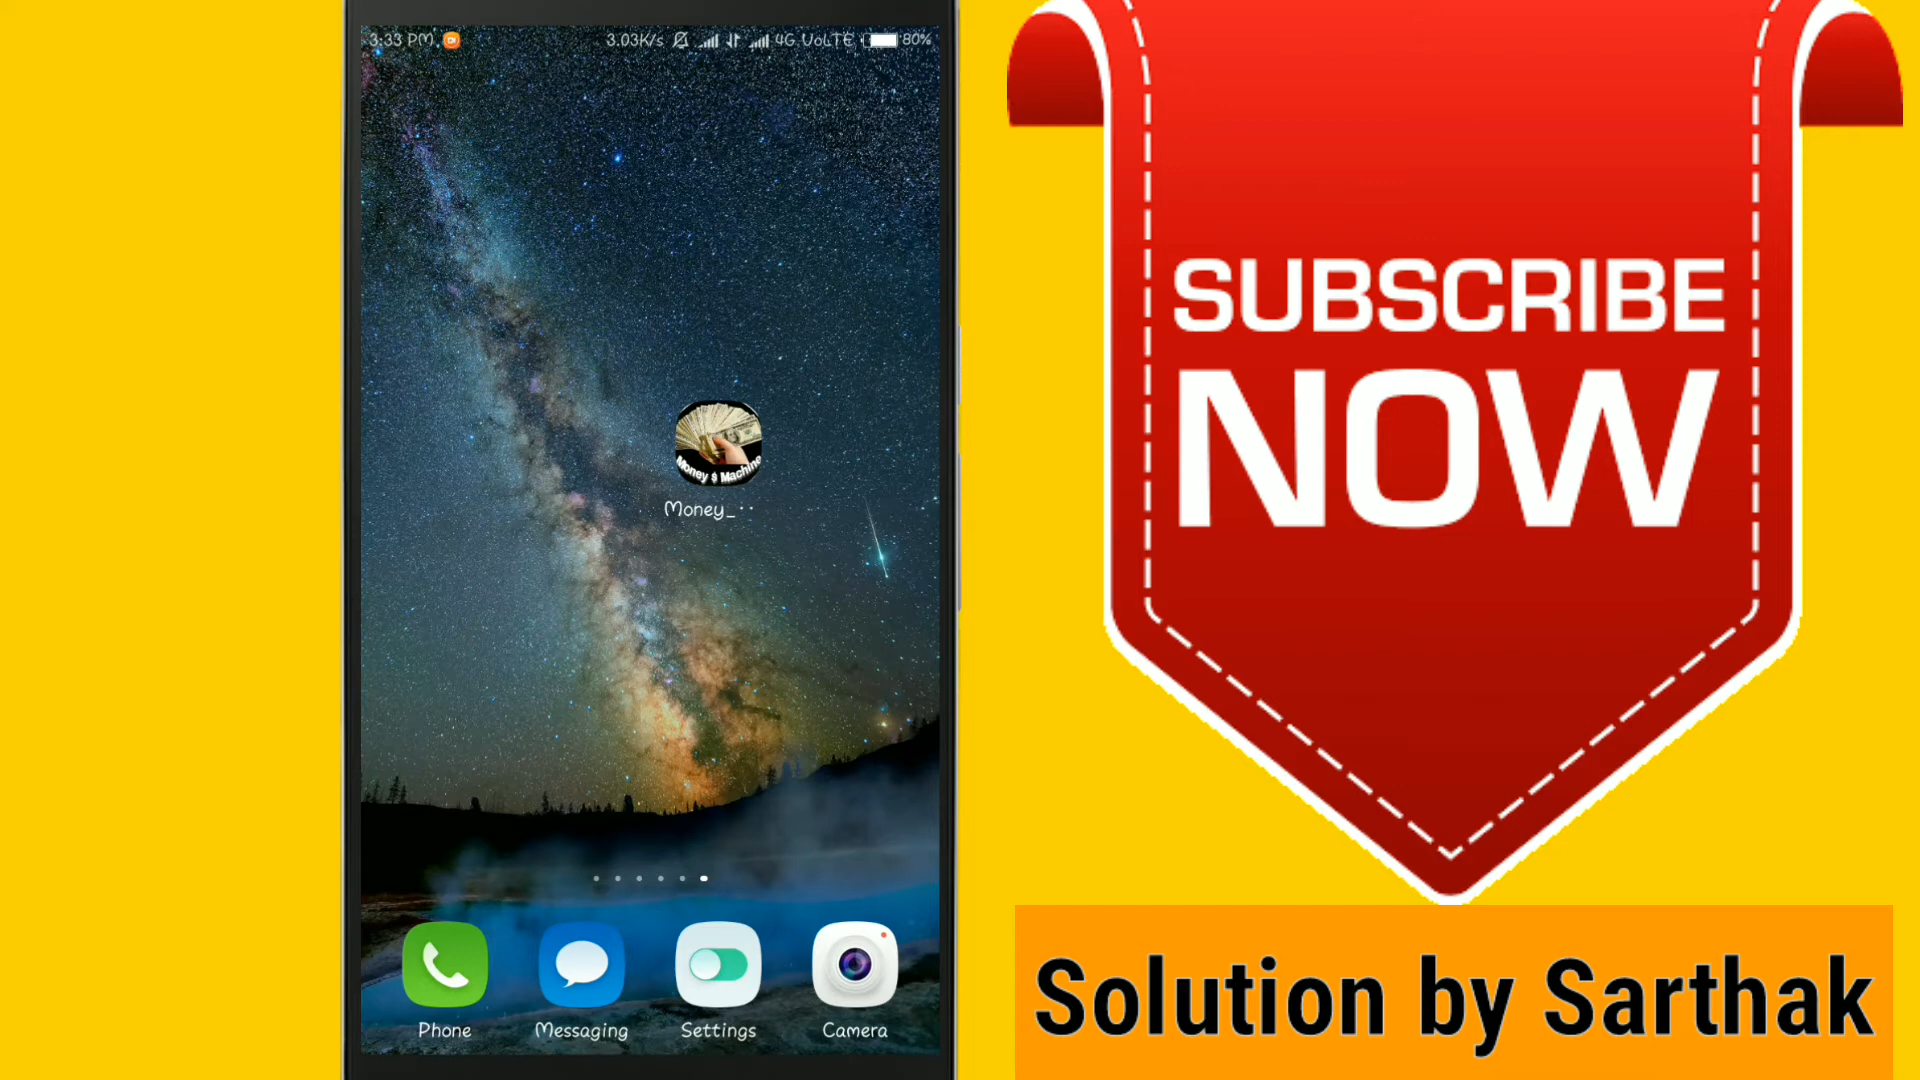 3:33 PM
3.03K/s 4G VoLTE 80%
Money $ Machine
Money_··
Phone Messaging Settings Camera
SUBSCRIBE
NOW
Solution by Sarthak